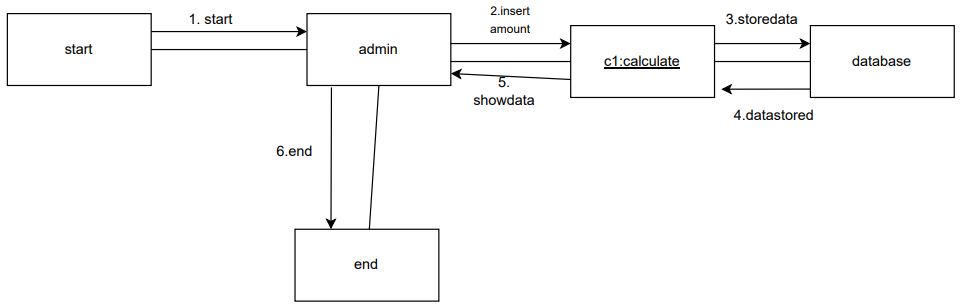 1. start
start
admin
2.insert
amount
c1:calculate
3.storedata
database
5.
showdata
4.datastored
6.end
end